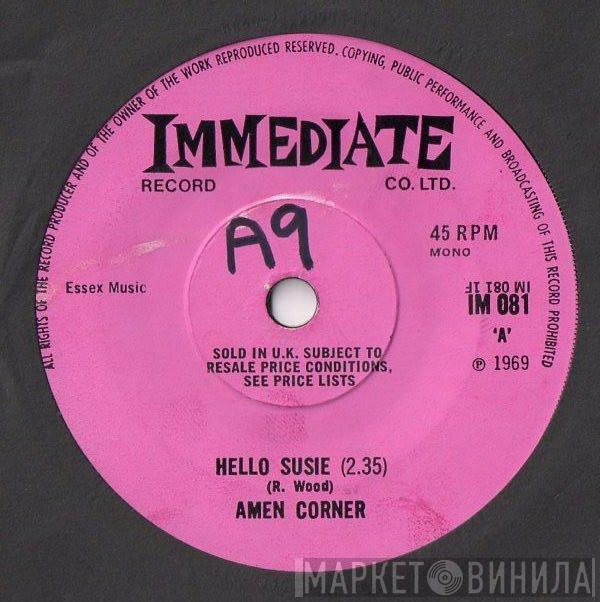 ALL RIGHTS OF THE RECORD PRODUCER AND OF THE OWNER OF THE WORK REPRODUCED RESERVED. COPYING, PUBLIC PERFORMANCE AND BROADCASTING OF THIS RECORD PROHIBITED
IMMEDIATE
RECORD CO. LTD.
A9
45 RPM
MONO
Essex Music
IM 081 1F
IM 081
'A'
℗ 1969
SOLD IN U.K. SUBJECT TO
RESALE PRICE CONDITIONS,
SEE PRICE LISTS
HELLO SUSIE (2.35)
(R. Wood)
AMEN CORNER
МАРКЕТ ВИНИЛА